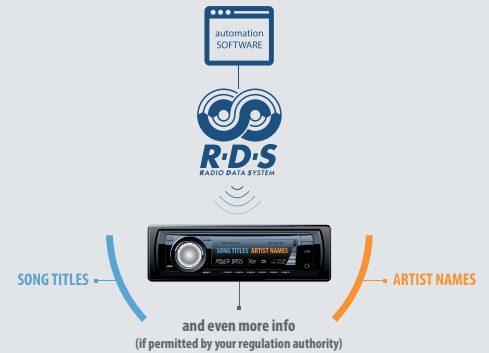 automation
SOFTWARE
R·D·S
RADIO DATA SYSTEM
SONG TITLES ARTIST NAMES
POWER BASS
SONG TITLES
ARTIST NAMES
and even more info
(if permitted by your regulation authority)